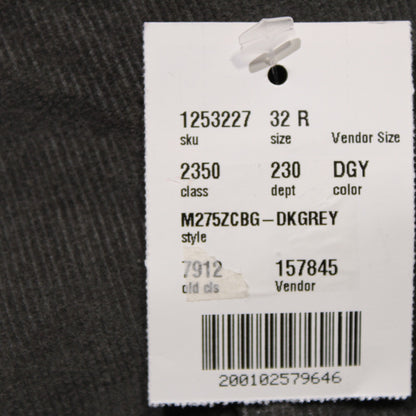 1253227 32 R
sku size Vendor Size
2350 230 DGY
class dept color
M275ZCBG-DKGREY
style
7912 157845
old cls Vendor
200102579646